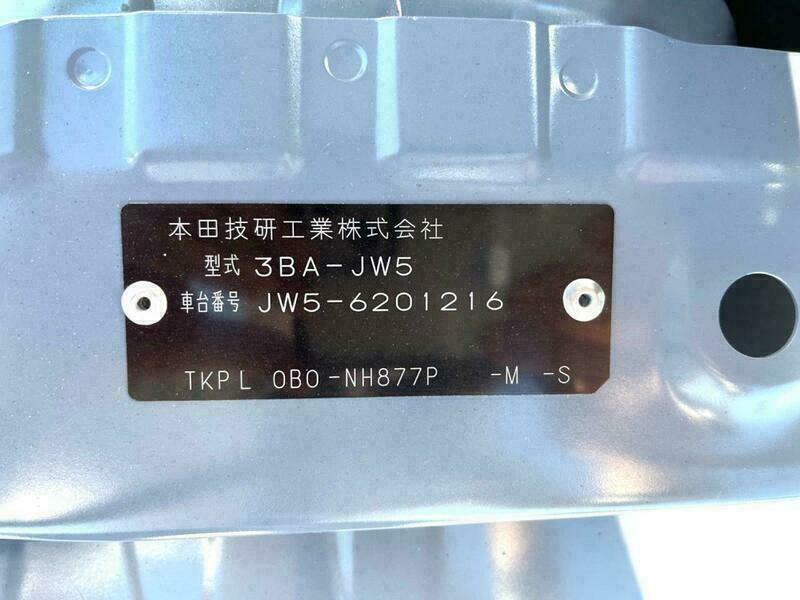 本田技研工業株式会社
型式 3BA-JW5
車台番号 JW5-6201216
TKPL 0B0-NH877P -M -S